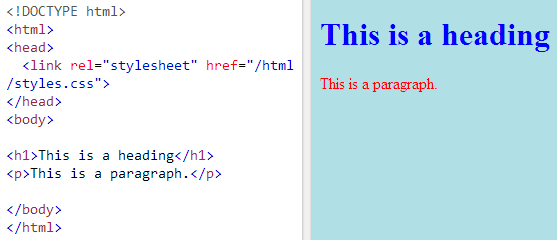 <!DOCTYPE html>
<html>
<head>
  <link rel="stylesheet" href="/html
/styles.css">
</head>
<body>

<h1>This is a heading</h1>
<p>This is a paragraph.</p>

</body>
</html>
This is a heading
This is a paragraph.